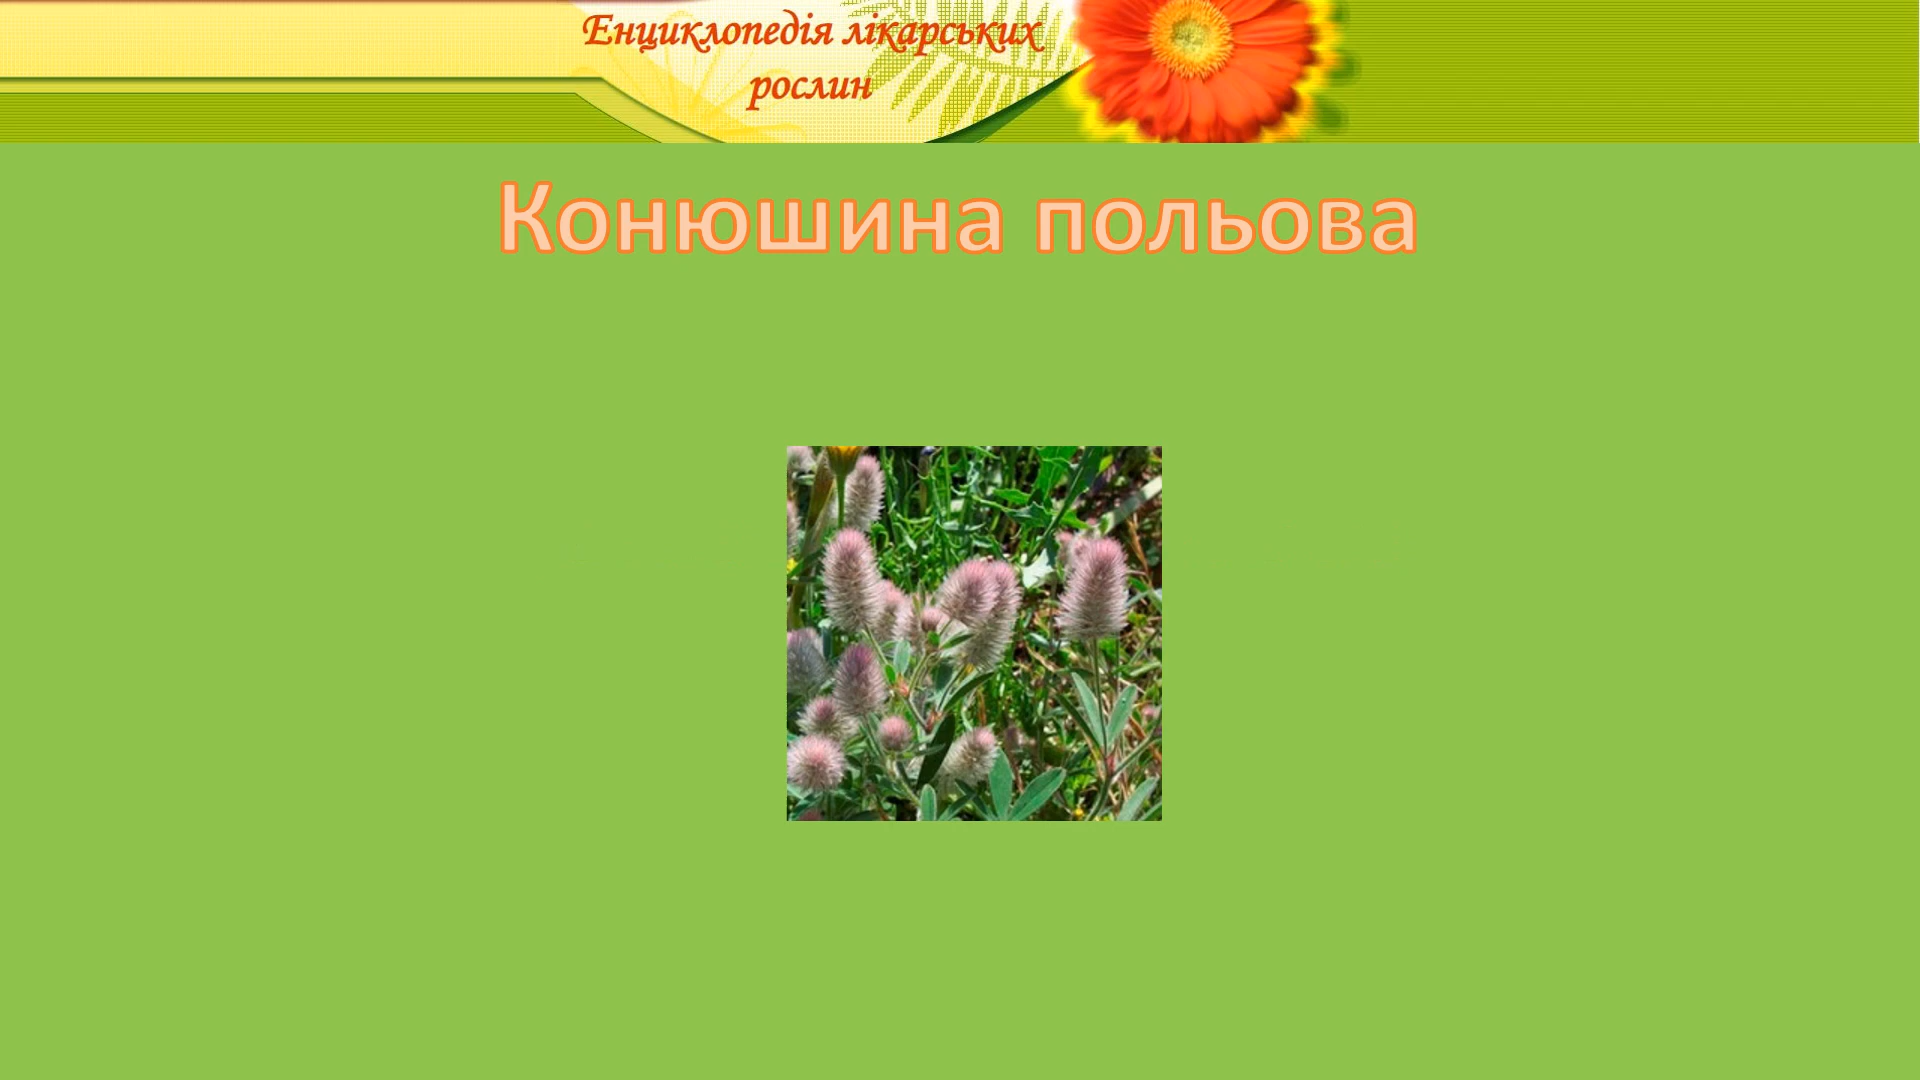 Енциклопедія лікарських
рослин
Конюшина польова